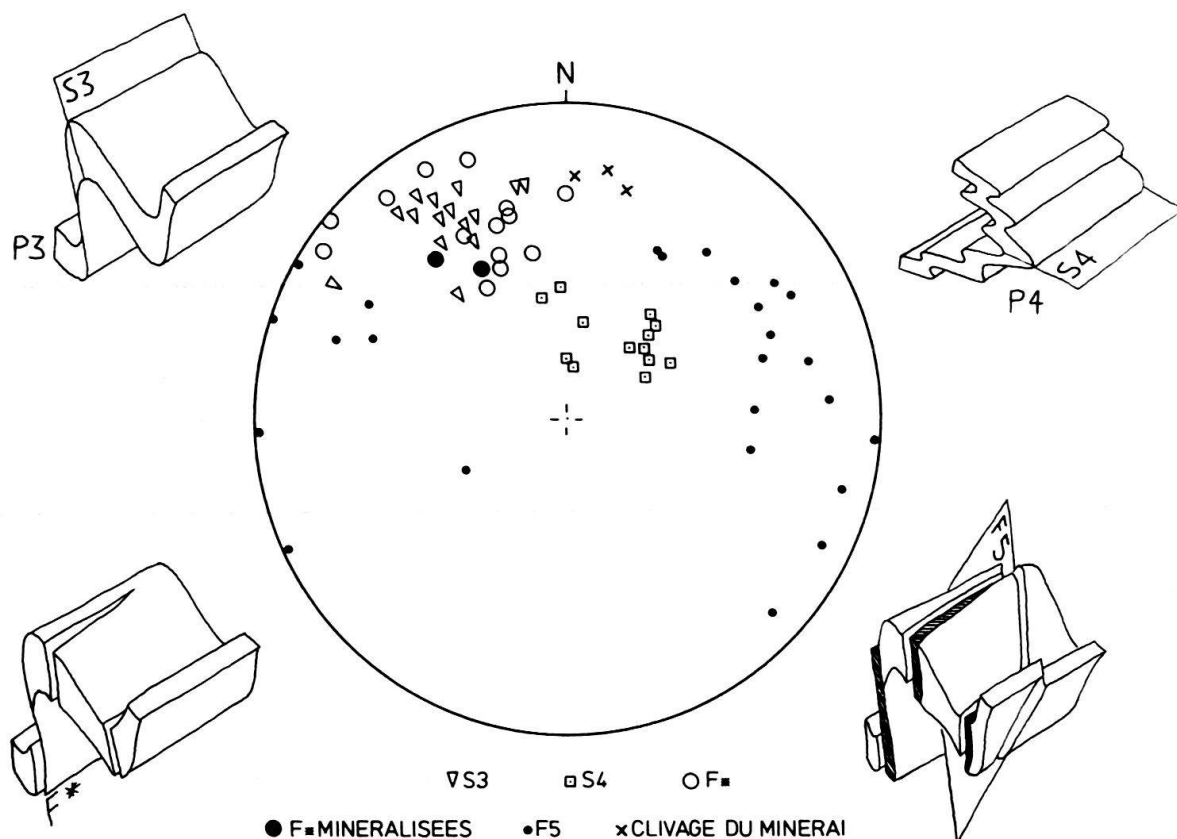 N
S3
P3
S4
P4
F*
F5
▽ S3 ⊡ S4 ○ F*
● F* MINERALISEES • F5 × CLIVAGE DU MINERAI